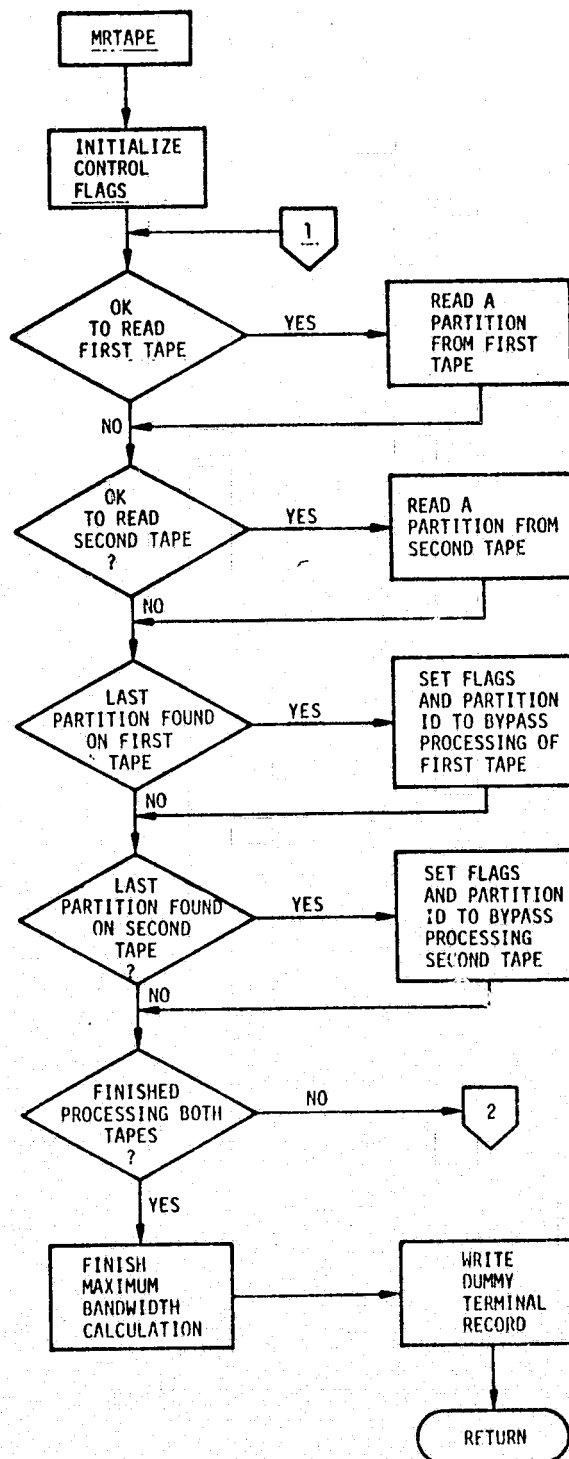 MRTAPE
INITIALIZE
CONTROL
FLAGS
1
OK
TO READ
FIRST TAPE
YES
READ A
PARTITION
FROM FIRST
TAPE
NO
OK
TO READ
SECOND TAPE
?
YES
READ A
PARTITION FROM
SECOND TAPE
NO
LAST
PARTITION FOUND
ON FIRST
TAPE
YES
SET FLAGS
AND PARTITION
ID TO BYPASS
PROCESSING OF
FIRST TAPE
NO
LAST
PARTITION FOUND
ON SECOND
TAPE
?
YES
SET FLAGS
AND PARTITION
ID TO BYPASS
PROCESSING
SECOND TAPE
NO
FINISHED
PROCESSING BOTH
TAPES
?
NO
2
YES
FINISH
MAXIMUM
BANDWIDTH
CALCULATION
WRITE
DUMMY
TERMINAL
RECORD
RETURN